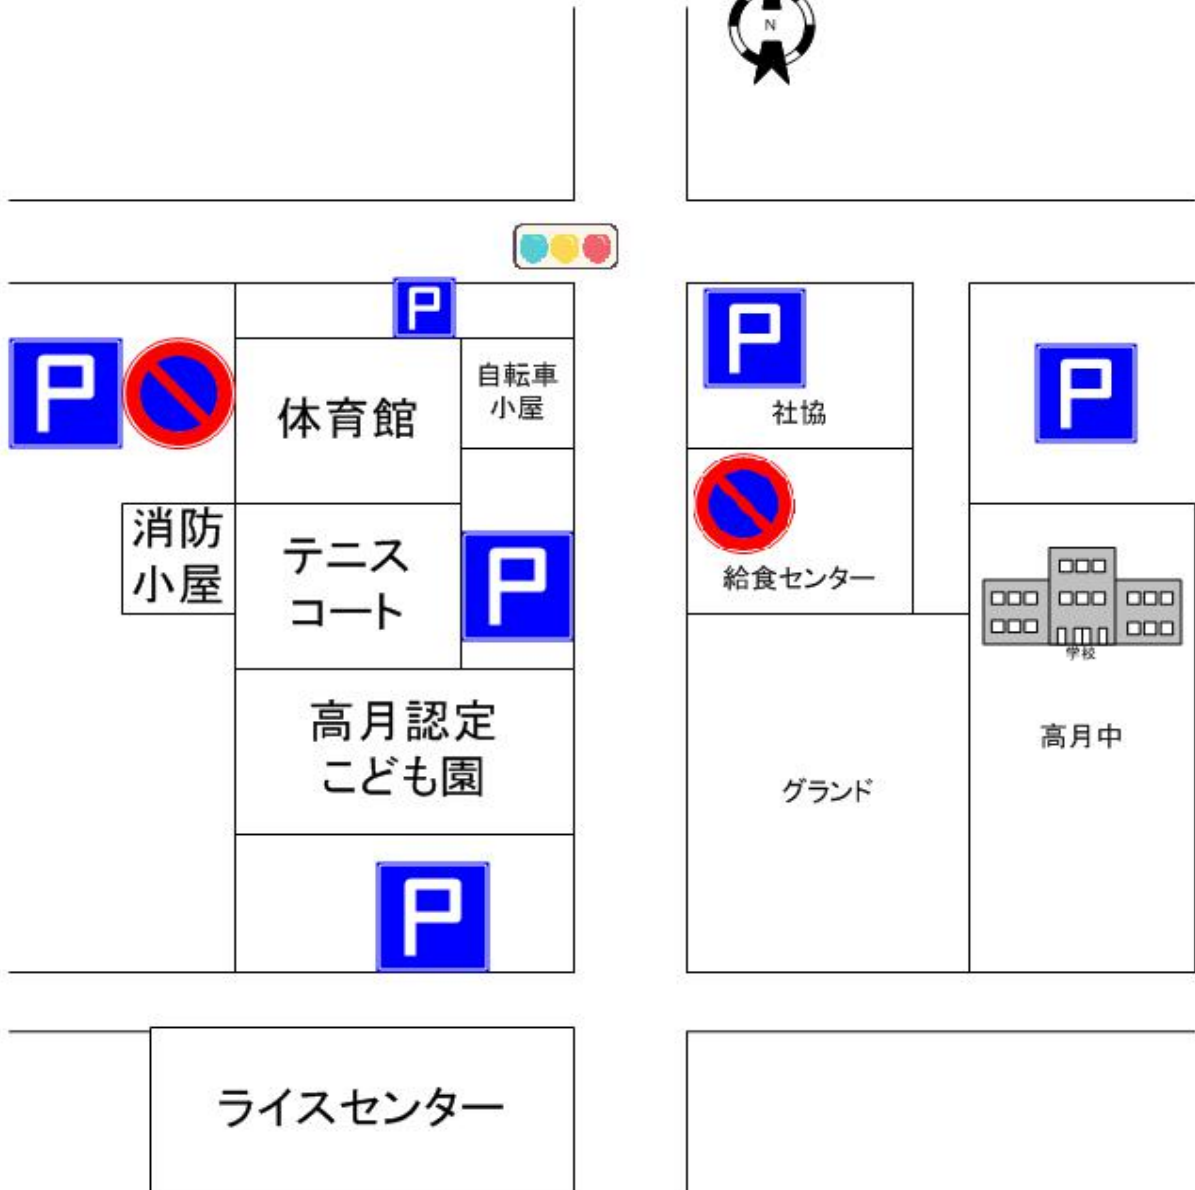 N
P
P
P
自転車
小屋
体育館
社協
P
消防
小屋
テニス
コート
P
給食センター
学校
高月認定
こども園
高月中
グランド
P
ライスセンター